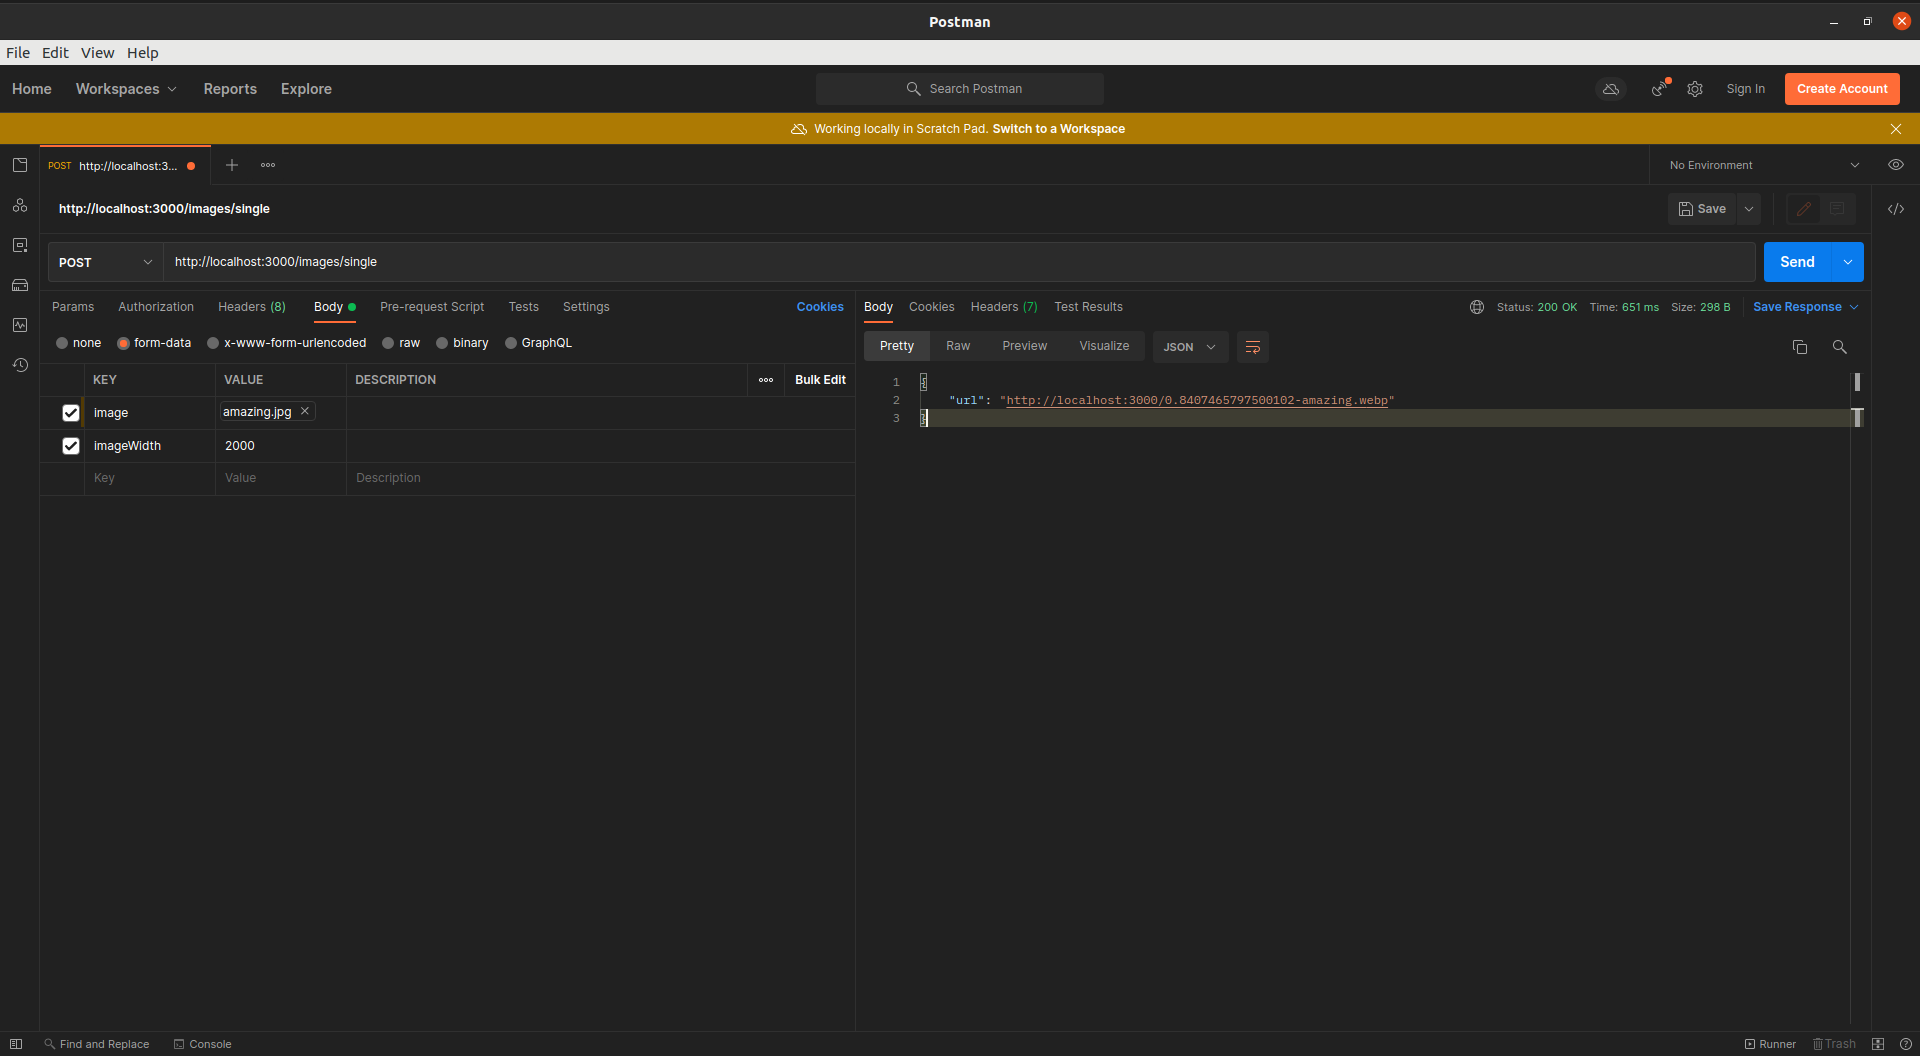 Postman
File Edit View Help
Home Workspaces Reports Explore Search Postman Sign In Create Account
Working locally in Scratch Pad. Switch to a Workspace
POST http://localhost:3... No Environment
http://localhost:3000/images/single Save
POST http://localhost:3000/images/single Send
Params Authorization Headers (8) Body Pre-request Script Tests Settings Cookies
none form-data x-www-form-urlencoded raw binary GraphQL
KEY VALUE DESCRIPTION Bulk Edit
image amazing.jpg
imageWidth 2000
Key Value Description
Body Cookies Headers (7) Test Results Status: 200 OK Time: 651 ms Size: 298 B Save Response
Pretty Raw Preview Visualize JSON
1 {
2 "url": "http://localhost:3000/0.8407465797500102-amazing.webp"
3 }
Find and Replace Console Runner Trash